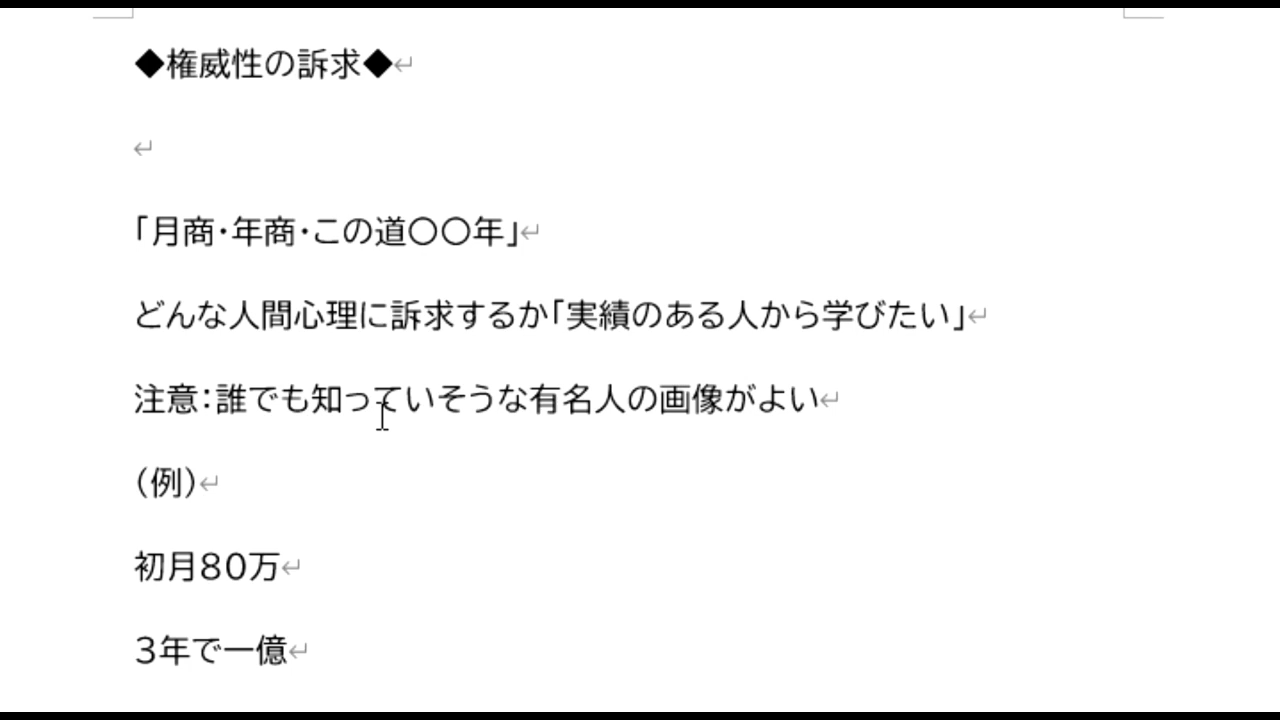 ◆権威性の訴求◆
「月商・年商・この道〇〇年」
どんな人間心理に訴求するか「実績のある人から学びたい」
注意：誰でも知っていそうな有名人の画像がよい
（例）
初月８０万
３年で一億